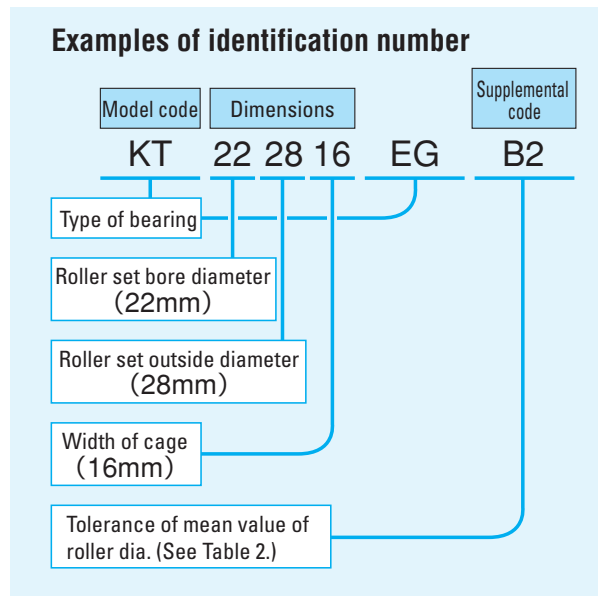 Examples of identification number
Model code
Dimensions
Supplemental
code
KT 22 28 16 EG B2
Type of bearing
Roller set bore diameter
（22mm）
Roller set outside diameter
（28mm）
Width of cage
（16mm）
Tolerance of mean value of
roller dia. (See Table 2.)